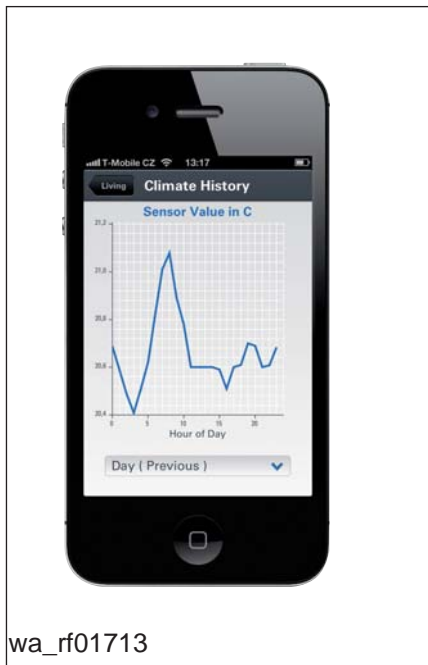 T-Mobile CZ 13:17
Living Climate History
Sensor Value in C
21,2
21,0
20,8
20,6
20,4
0 5 10 15 20
Hour of Day
Day ( Previous )
wa_rf01713